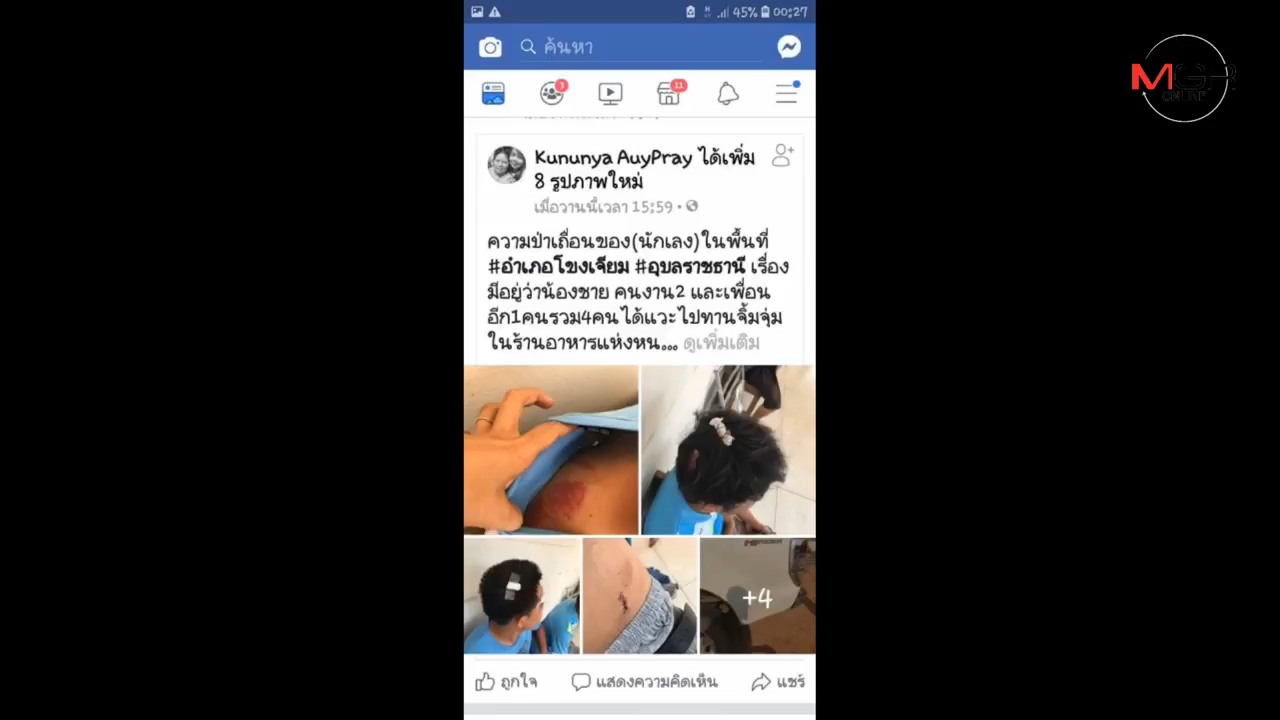 45% 00:27
ค้นหา
MGR
ONLINE
3
11
Kununya AuyPray ได้เพิ่ม
8 รูปภาพใหม่
เมื่อวานนี้เวลา 15:59 •
ความป่าเถื่อนของ(นักเลง)ในพื้นที่
#อำเภอโขงเจียม #อุบลราชธานี เรื่อง
มีอยู่ว่าน้องชาย คนงาน2 และเพื่อน
อีก1คนรวม4คนได้แวะไปทานจิ้มจุ่ม
ในร้านอาหารแห่งหน... ดูเพิ่มเติม
+4
ถูกใจ
แสดงความคิดเห็น
แชร์